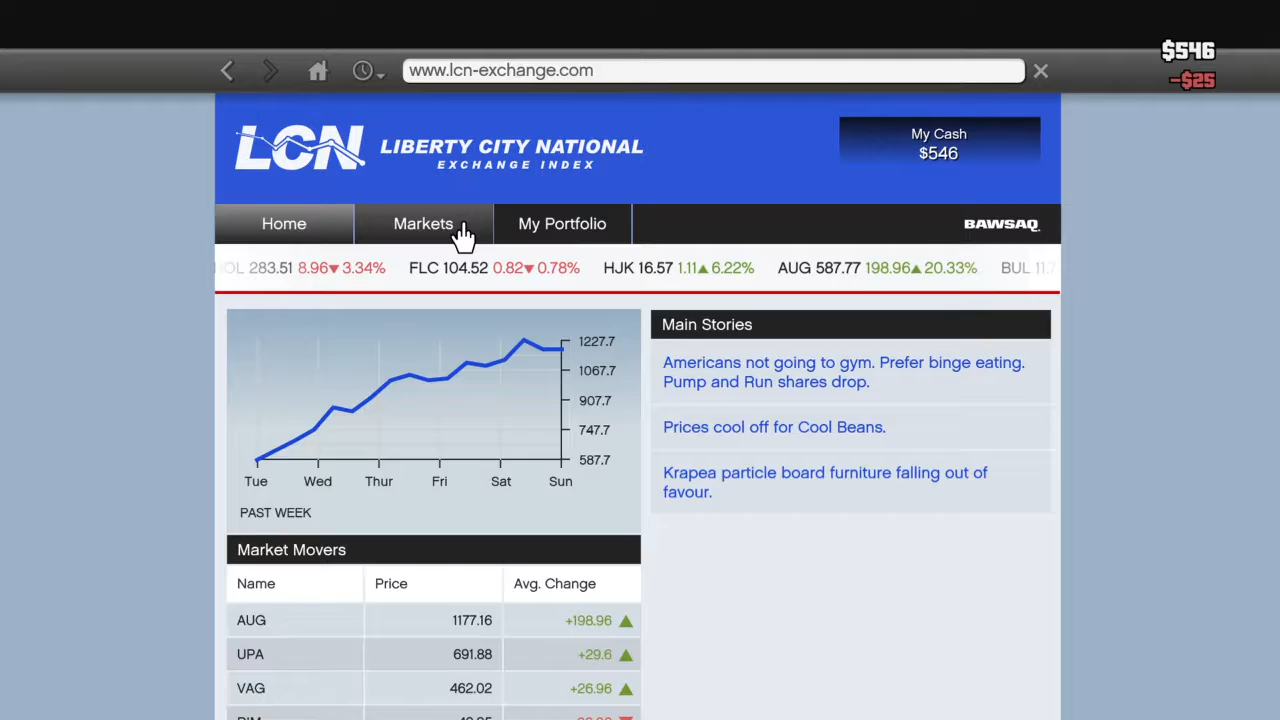 $546
-$25
www.lcn-exchange.com
LCN LIBERTY CITY NATIONAL
EXCHANGE INDEX
My Cash
$546
Home Markets My Portfolio BAWSAQ
283.51 8.96▼3.34% FLC 104.52 0.82▼0.78% HJK 16.57 1.11▲6.22% AUG 587.77 198.96▲20.33% BUL
1227.7
1067.7
907.7
747.7
587.7
Tue Wed Thur Fri Sat Sun
PAST WEEK
Main Stories
Americans not going to gym. Prefer binge eating.
Pump and Run shares drop.
Prices cool off for Cool Beans.
Krapea particle board furniture falling out of
favour.
Market Movers
Name Price Avg. Change
AUG 1177.16 +198.96 ▲
UPA 691.88 +29.6 ▲
VAG 462.02 +26.96 ▲